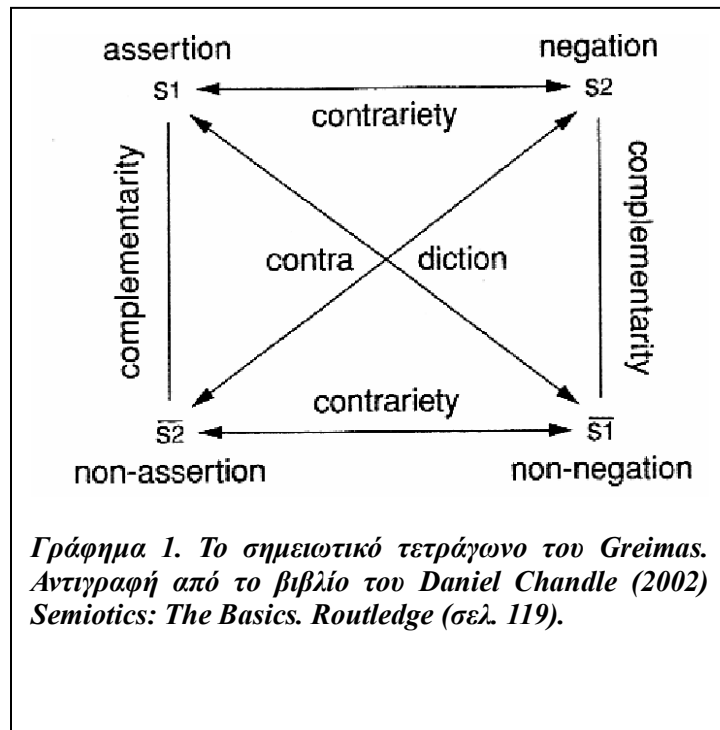 assertion negation
S1 S2
contrariety
complementarity complementarity
contra diction
contrariety
S̅2̅ S̅1̅
non-assertion non-negation
Γράφημα 1. Το σημειωτικό τετράγωνο του Greimas.
Αντιγραφή από το βιβλίο του Daniel Chandle (2002)
Semiotics: The Basics. Routledge (σελ. 119).